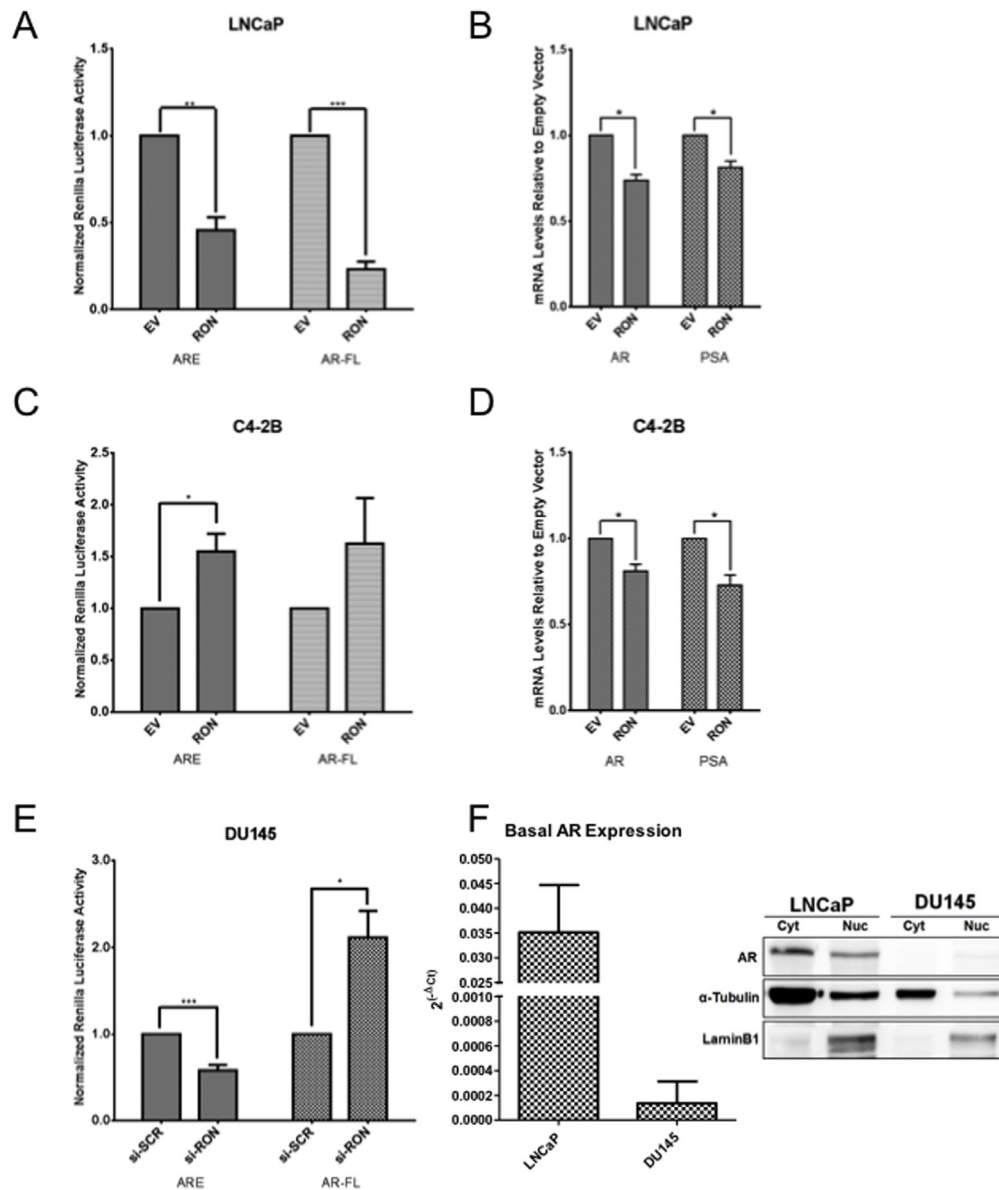 A
LNCaP
Normalized Renilla Luciferase Activity
1.5
1.0
0.5
0.0
**
***
EV
RON
EV
RON
ARE
AR-FL
B
LNCaP
mRNA Levels Relative to Empty Vector
1.5
1.0
0.5
0.0
*
*
EV
RON
EV
RON
AR
PSA
C
C4-2B
Normalized Renilla Luciferase Activity
2.5
2.0
1.5
1.0
0.5
0.0
*
EV
RON
EV
RON
ARE
AR-FL
D
C4-2B
mRNA Levels Relative to Empty Vector
1.5
1.0
0.5
0.0
*
*
EV
RON
EV
RON
AR
PSA
E
DU145
Normalized Renilla Luciferase Activity
3.0
2.0
1.0
0.0
***
*
si-SCR
si-RON
si-SCR
si-RON
ARE
AR-FL
F
Basal AR Expression
2^(-ΔCt)
0.050
0.045
0.040
0.035
0.030
0.025
0.0010
0.0008
0.0006
0.0004
0.0002
0.0000
LNCaP
DU145
LNCaP DU145
Cyt Nuc Cyt Nuc
AR
α-Tubulin
LaminB1